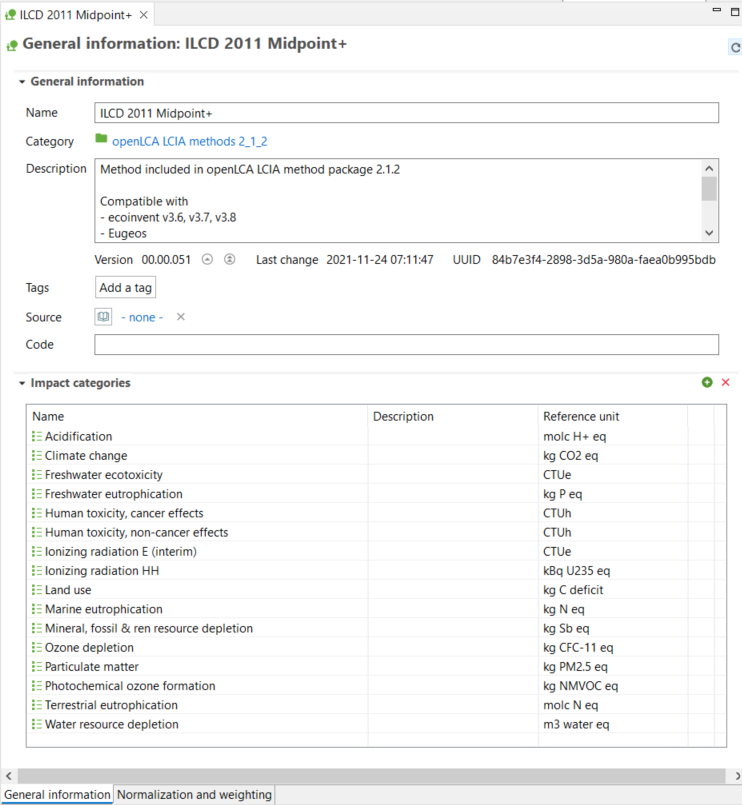 ILCD 2011 Midpoint+
General information: ILCD 2011 Midpoint+
General information
Name ILCD 2011 Midpoint+
Category openLCA LCIA methods 2_1_2
Description Method included in openLCA LCIA method package 2.1.2
Compatible with
- ecoinvent v3.6, v3.7, v3.8
- Eugeos
Version 00.00.051 Last change 2021-11-24 07:11:47 UUID 84b7e3f4-2898-3d5a-980a-faea0b995bdb
Tags Add a tag
Source - none -
Code
Impact categories
Name Description Reference unit
Acidification molc H+ eq
Climate change kg CO2 eq
Freshwater ecotoxicity CTUe
Freshwater eutrophication kg P eq
Human toxicity, cancer effects CTUh
Human toxicity, non-cancer effects CTUh
Ionizing radiation E (interim) CTUe
Ionizing radiation HH kBq U235 eq
Land use kg C deficit
Marine eutrophication kg N eq
Mineral, fossil & ren resource depletion kg Sb eq
Ozone depletion kg CFC-11 eq
Particulate matter kg PM2.5 eq
Photochemical ozone formation kg NMVOC eq
Terrestrial eutrophication molc N eq
Water resource depletion m3 water eq
General information Normalization and weighting